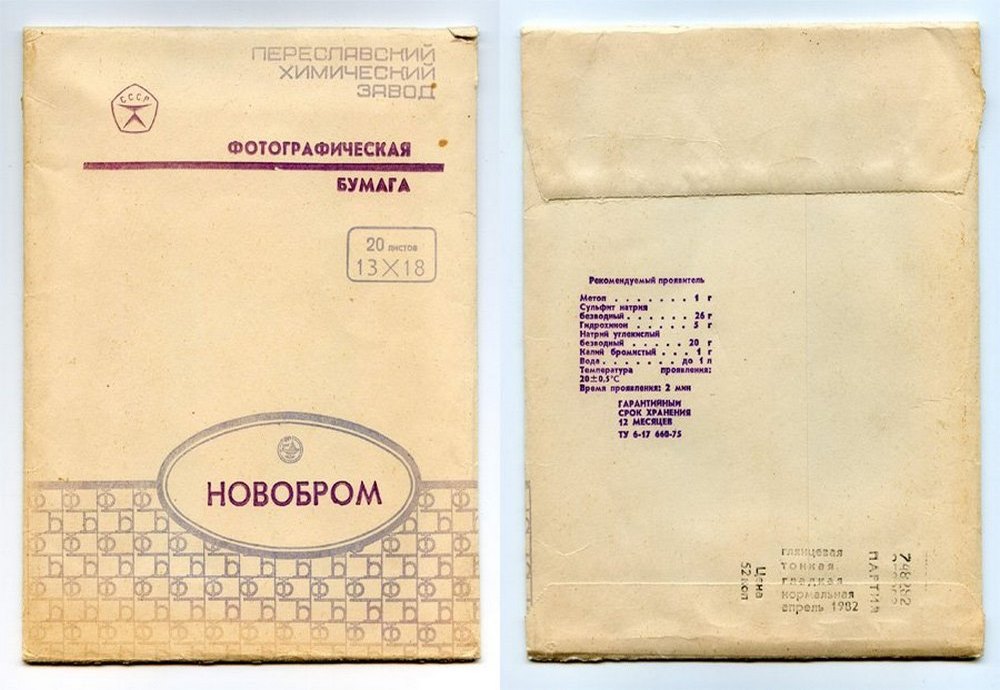 ПЕРЕСЛАВСКИЙ
ХИМИЧЕСКИЙ
ЗАВОД
СССР
ФОТОГРАФИЧЕСКАЯ
БУМАГА
20 листов
13Х18
НОВОБРОМ
Рекомендуемый проявитель
Метол . . . . . . . 1 г
Сульфит натрия
безводный . . . . . 26 г
Гидрохинон . . . . . 5 г
Натрий углекислый
безводный . . . . . 20 г
Калий бромистый . . . 1 г
Вода . . . . . . . до 1 л
Температура проявления:
20±0,5°С
Время проявления: 2 мин
ГАРАНТИЙНЫЙ
СРОК ХРАНЕНИЯ
12 МЕСЯЦЕВ
ТУ 6-17 660-75
Цена
52 коп
глянцевая
тонкая
гладкая
нормальная
апрель 1982
ПАРТИЯ